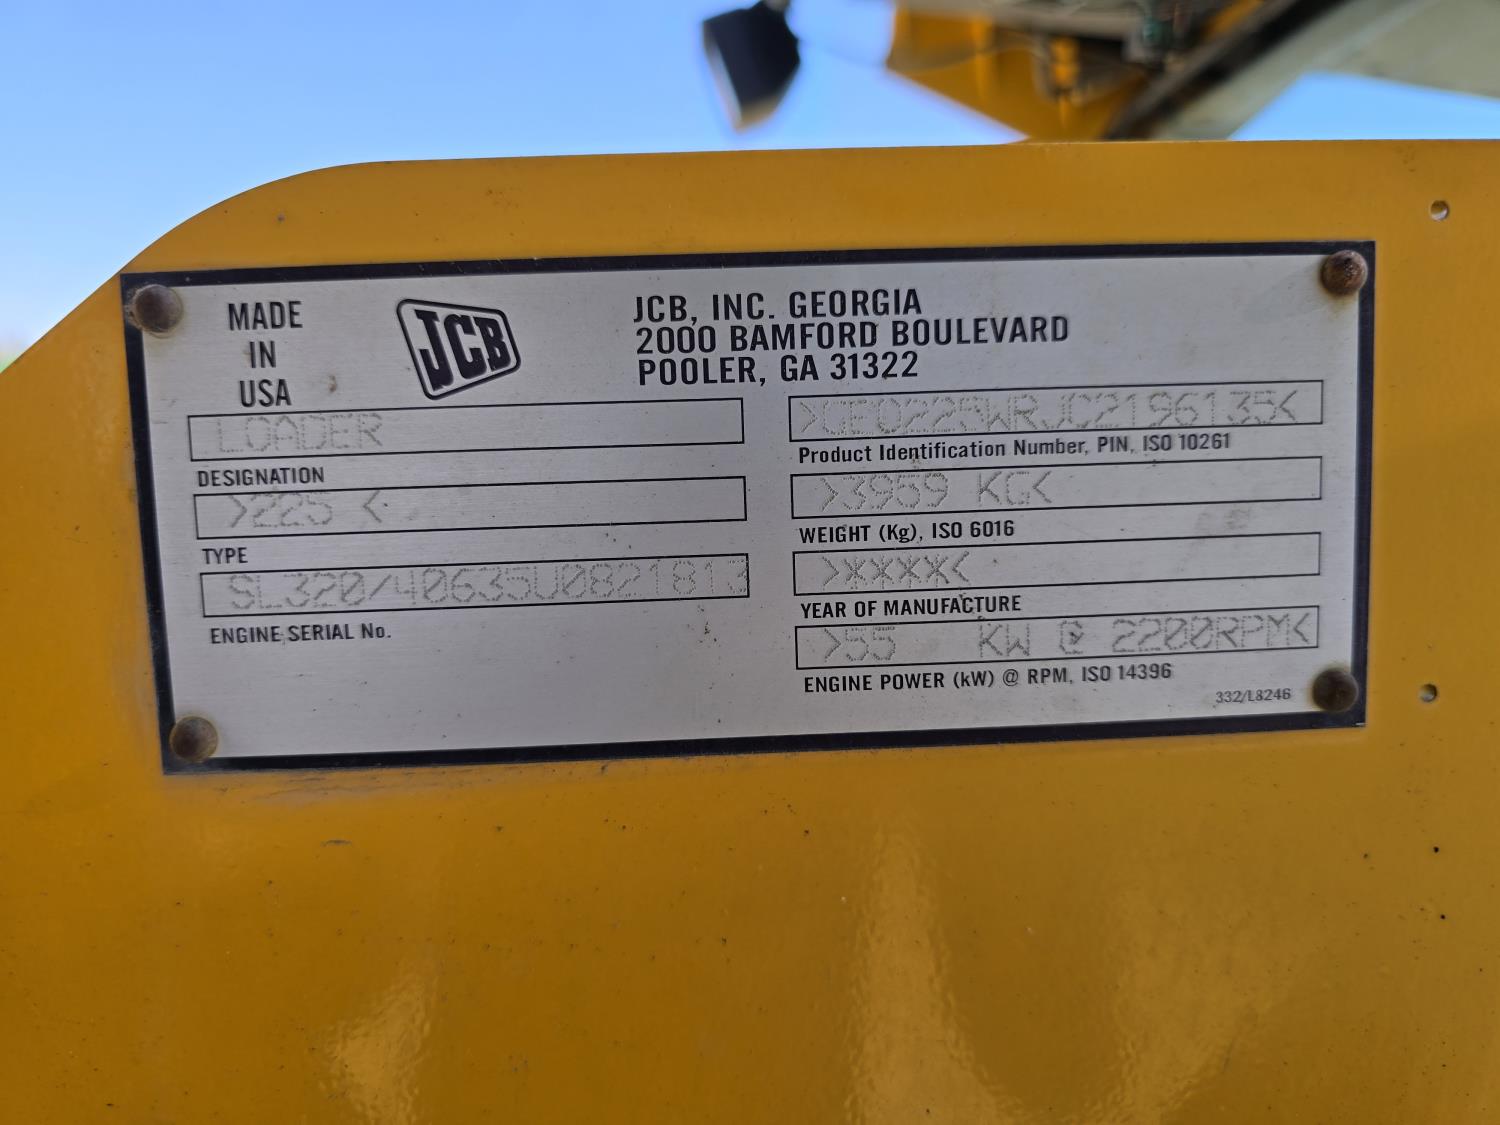 MADE
IN
USA
JCB
JCB, INC. GEORGIA
2000 BAMFORD BOULEVARD
POOLER, GA 31322
LOADER
DESIGNATION
>225 <
TYPE
SL320/40635U0821813
ENGINE SERIAL No.
>GEO225WRJC2196135<
Product Identification Number, PIN, ISO 10261
>3959 KG<
WEIGHT (Kg), ISO 6016
>****<
YEAR OF MANUFACTURE
>55 KW @ 2200RPM<
ENGINE POWER (kW) @ RPM, ISO 14396
332/L8246